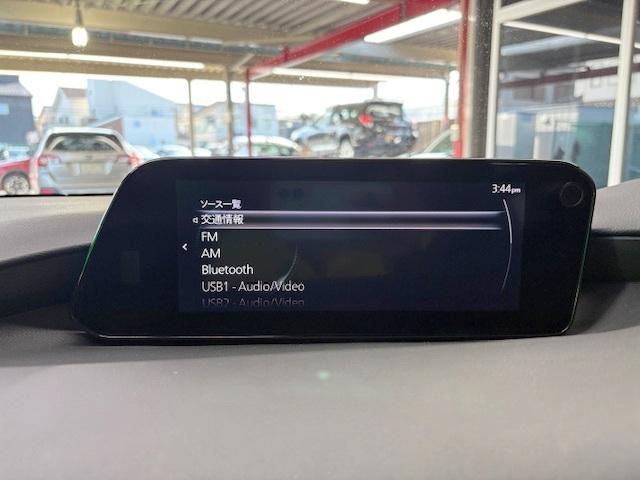 3:44pm
ソース一覧
交通情報
FM
AM
Bluetooth
USB1 - Audio/Video
USB2 - Audio/Video